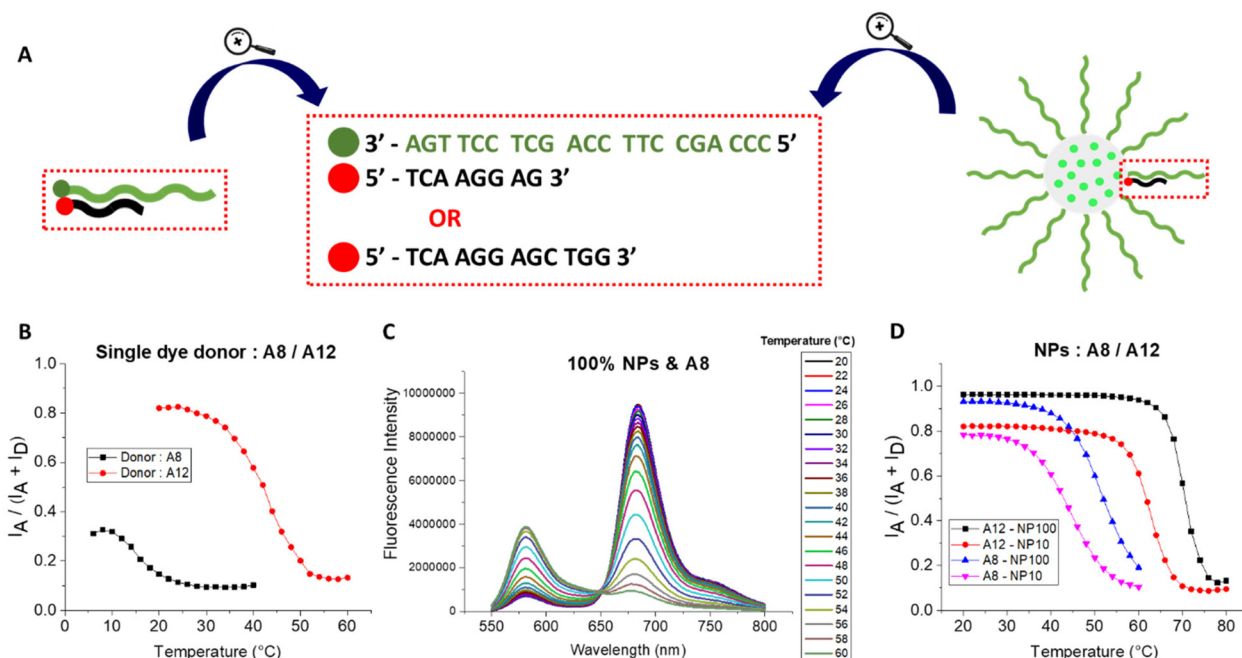 A
3’ - AGT TCC TCG ACC TTC CGA CCC 5’
5’ - TCA AGG AG 3’
OR
5’ - TCA AGG AGC TGG 3’
B
Single dye donor : A8 / A12
I_A / (I_A + I_D)
1.0
0.8
0.6
0.4
0.2
0.0
Donor : A8
Donor : A12
0 10 20 30 40 50 60
Temperature (°C)
C
100% NPs & A8
Fluorescence Intensity
10000000
8000000
6000000
4000000
2000000
0
550 600 650 700 750 800
Wavelength (nm)
Temperature (°C)
20
22
24
26
28
30
32
34
36
38
40
42
44
46
48
50
52
54
56
58
60
D
NPs : A8 / A12
I_A / (I_A + I_D)
1.0
0.8
0.6
0.4
0.2
0.0
A12 - NP100
A12 - NP10
A8 - NP100
A8 - NP10
20 30 40 50 60 70 80
Temperature (°C)